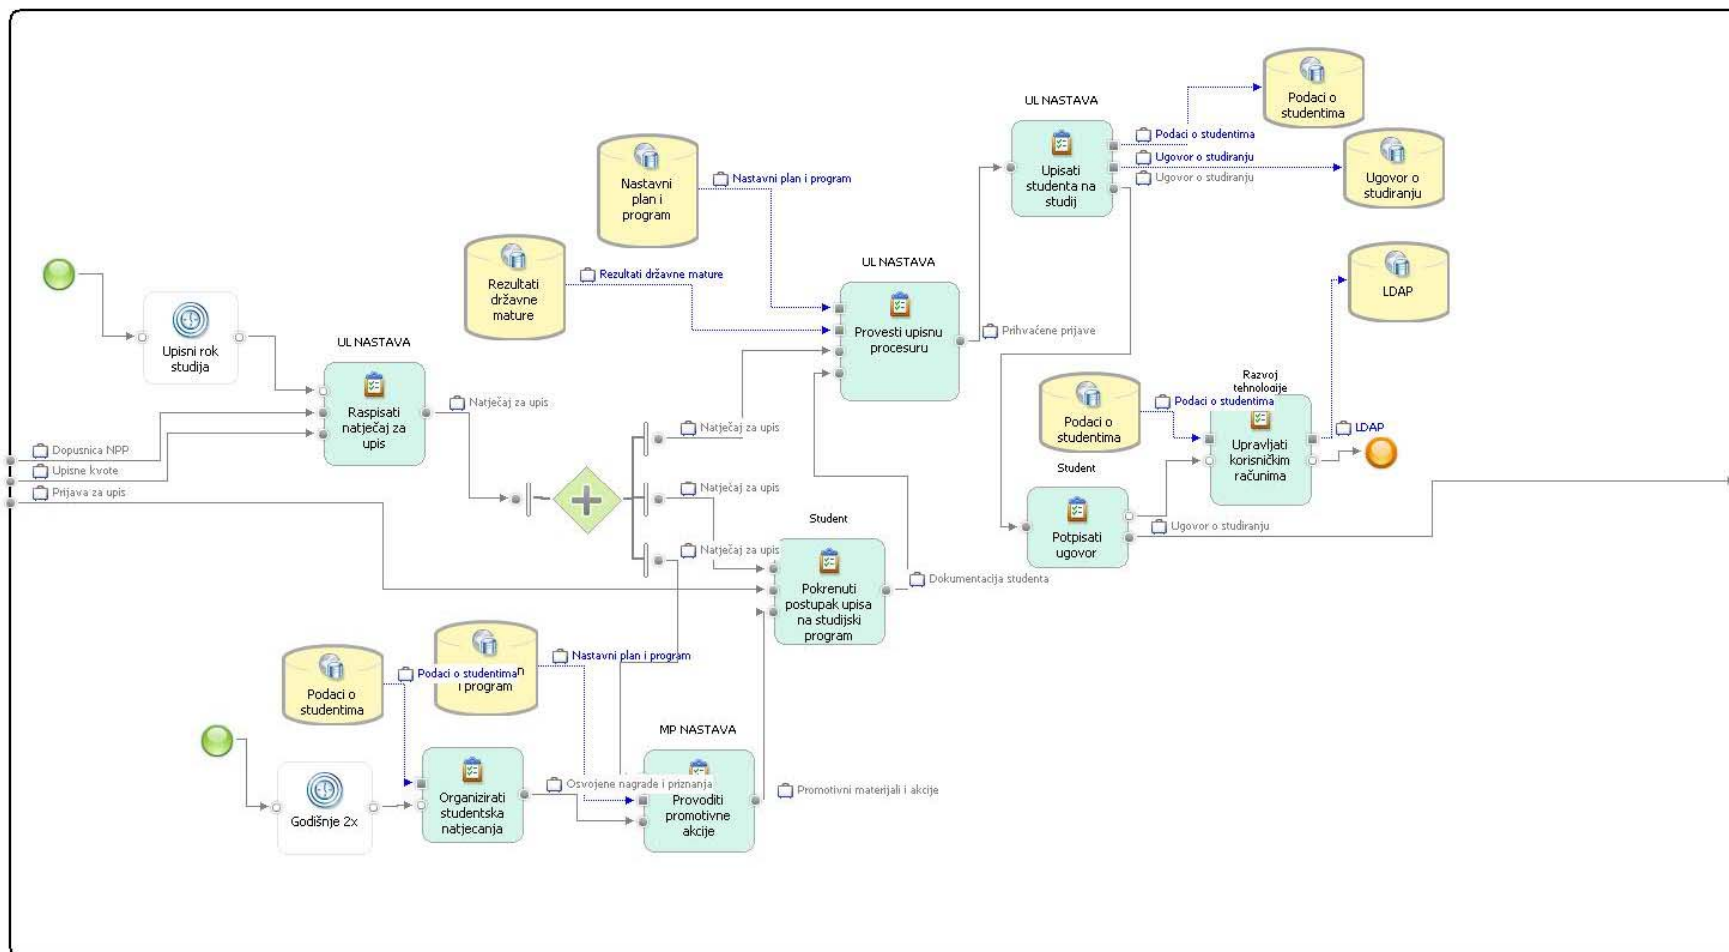 UL NASTAVA
Podaci o
studentima
Podaci o studentima
Ugovor o studiranju
Ugovor o studiranju
Upisati
studenta na
studij
Ugovor o
studiranju
Nastavni
plan i
program
Nastavni plan i program
Rezultati
državne
mature
Rezultati državne mature
UL NASTAVA
Provesti upisnu
procesuru
Prihvaćene prijave
LDAP
Upisni rok
studija
UL NASTAVA
Raspisati
natječaj za
upis
Natječaj za upis
Dopusnica NPP
Upisne kvote
Prijava za upis
Natječaj za upis
Natječaj za upis
Natječaj za upis
Podaci o
studentima
Razvoj
tehnologije
Podaci o studentima
Upravljati
korisničkim
računima
LDAP
Student
Potpisati
ugovor
Ugovor o studiranju
Student
Pokrenuti
postupak upisa
na studijski
program
Dokumentacija studenta
Podaci o
studentima
Podaci o studentima
n
i program
Nastavni plan i program
Godišnje 2x
Organizirati
studentska
natjecanja
Osvojene nagrade i priznanja
MP NASTAVA
Provoditi
promotivne
akcije
Promotivni materijali i akcije